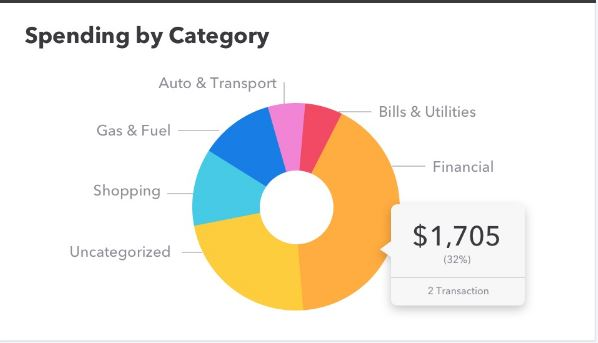 Spending by Category
Auto & Transport
Bills & Utilities
Gas & Fuel
Financial
Shopping
$1,705
(32%)
Uncategorized
2 Transaction